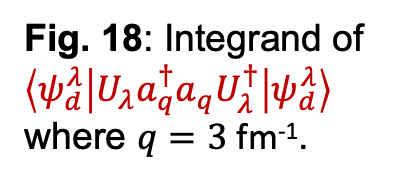 Fig. 18: Integrand of
⟨ψ_d^λ|U_λ a_q^† a_q U_λ^†|ψ_d^λ⟩
where q = 3 fm⁻¹.